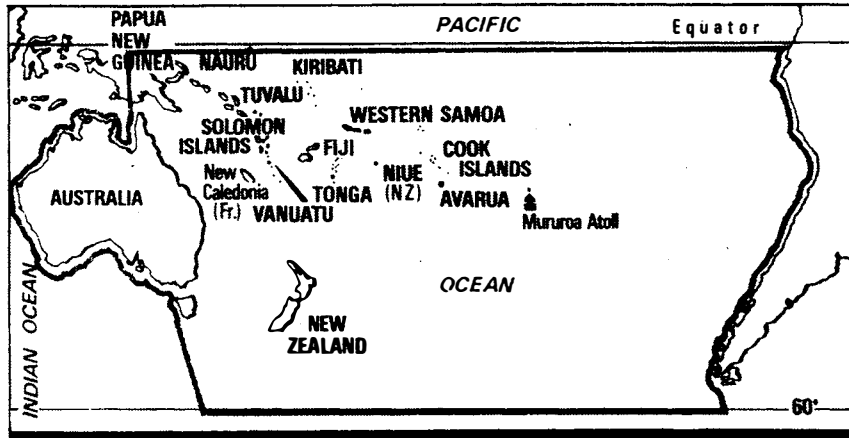 PAPUA
NEW
GUINEA
PACIFIC
Equator
NAURU
KIRIBATI
TUVALU
WESTERN SAMOA
SOLOMON
ISLANDS
FIJI
COOK
ISLANDS
New
Caledonia
(Fr.)
NIUE
(NZ)
AUSTRALIA
VANUATU
TONGA
AVARUA
Mururoa Atoll
INDIAN OCEAN
OCEAN
NEW
ZEALAND
60°